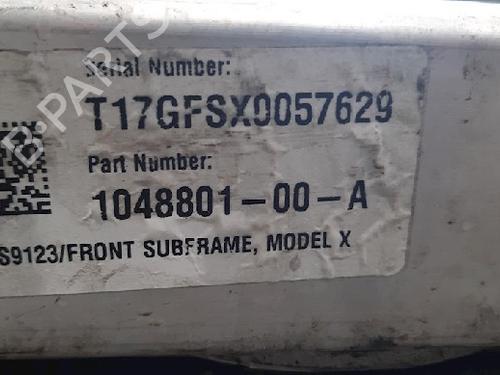 Serial Number:
T17GFSX0057629
Part Number:
1048801-00-A
S9123/FRONT SUBFRAME, MODEL X
B-PARTS